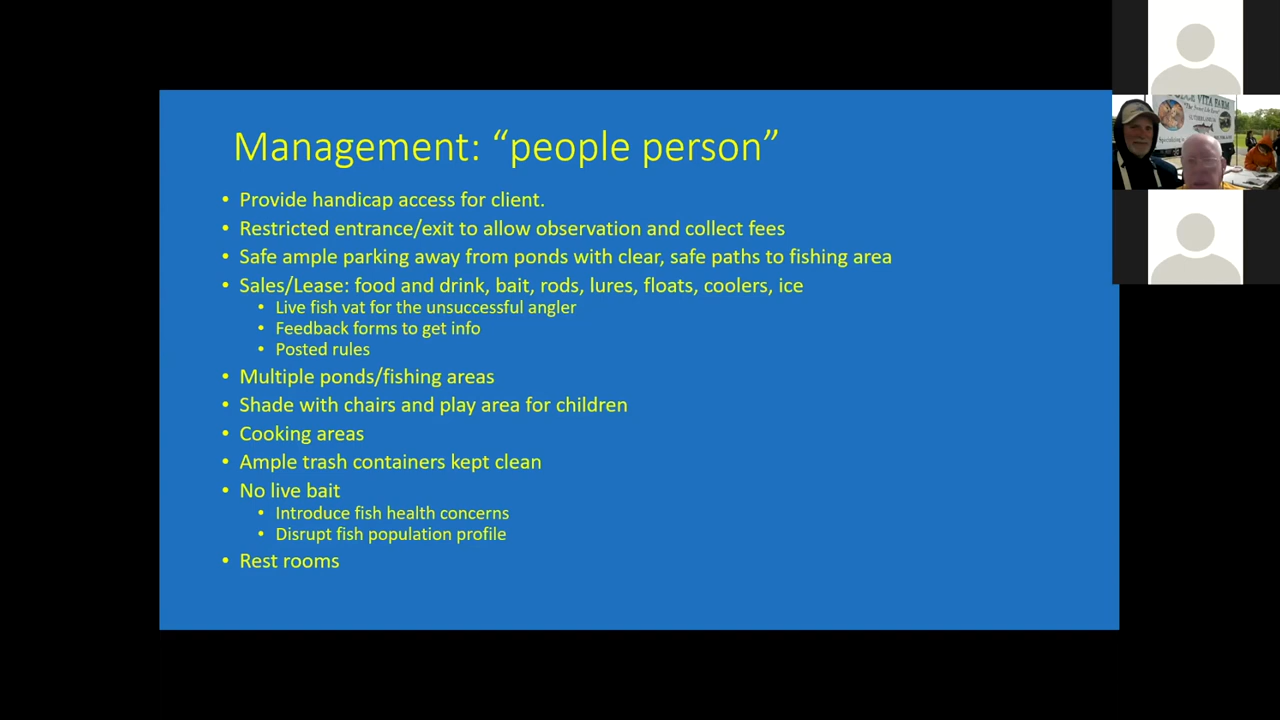 Management: “people person”
• Provide handicap access for client.
• Restricted entrance/exit to allow observation and collect fees
• Safe ample parking away from ponds with clear, safe paths to fishing area
• Sales/Lease: food and drink, bait, rods, lures, floats, coolers, ice
• Live fish vat for the unsuccessful angler
• Feedback forms to get info
• Posted rules
• Multiple ponds/fishing areas
• Shade with chairs and play area for children
• Cooking areas
• Ample trash containers kept clean
• No live bait
• Introduce fish health concerns
• Disrupt fish population profile
• Rest rooms
VITA FARM